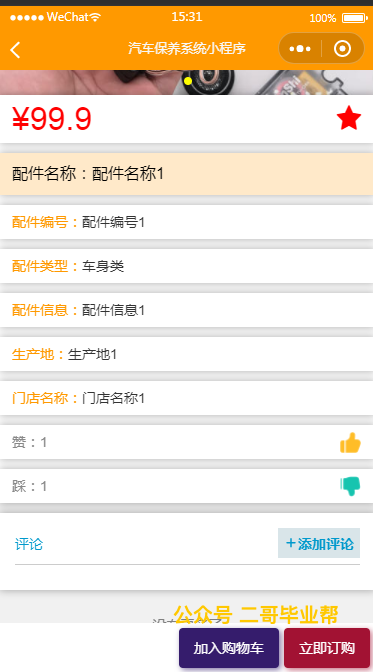 WeChat 15:31 100%
汽车保养系统小程序
¥99.9
配件名称：配件名称1
配件编号：配件编号1
配件类型：车身类
配件信息：配件信息1
生产地：生产地1
门店名称：门店名称1
赞：1
踩：1
评论 +添加评论
公众号 二哥毕业帮
加入购物车 立即订购